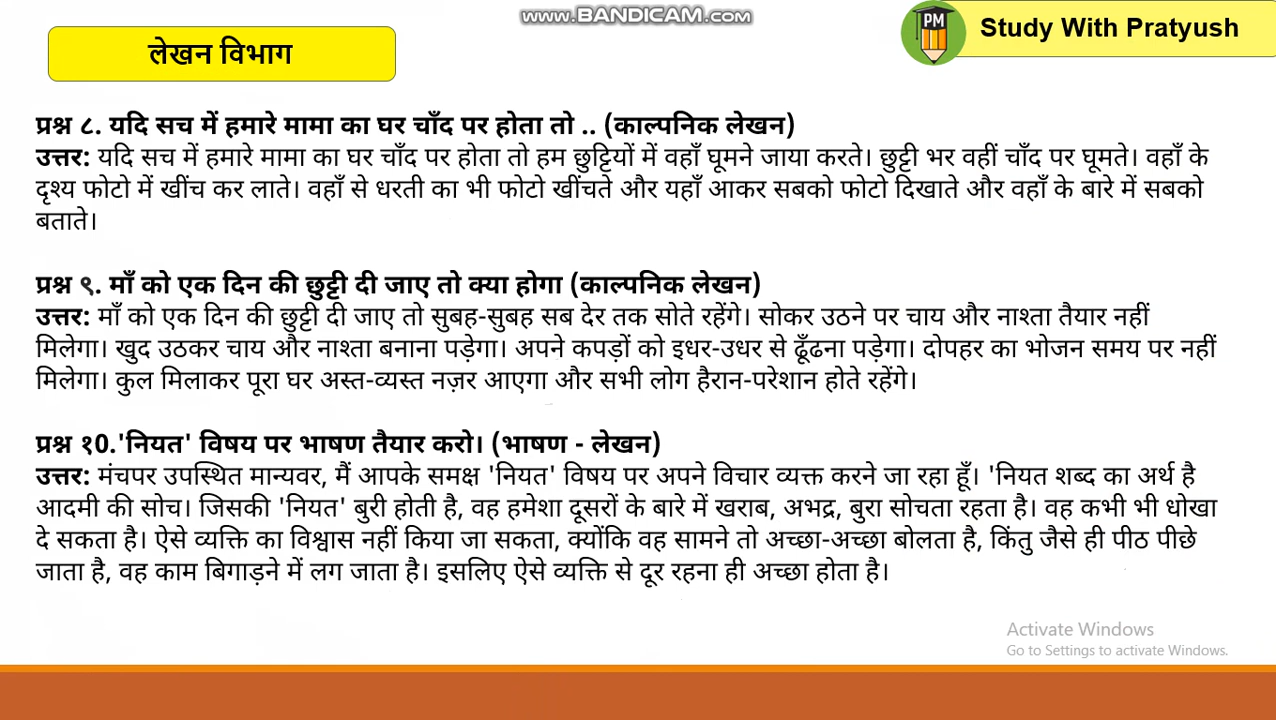 www.BANDICAM.com
PM
Study With Pratyush
लेखन विभाग
प्रश्न ८. यदि सच में हमारे मामा का घर चाँद पर होता तो .. (काल्पनिक लेखन)
उत्तर: यदि सच में हमारे मामा का घर चाँद पर होता तो हम छुट्टियों में वहाँ घूमने जाया करते। छुट्टी भर वहीं चाँद पर घूमते। वहाँ के
दृश्य फोटो में खींच कर लाते। वहाँ से धरती का भी फोटो खींचते और यहाँ आकर सबको फोटो दिखाते और वहाँ के बारे में सबको
बताते।
प्रश्न ९. माँ को एक दिन की छुट्टी दी जाए तो क्या होगा (काल्पनिक लेखन)
उत्तर: माँ को एक दिन की छुट्टी दी जाए तो सुबह-सुबह सब देर तक सोते रहेंगे। सोकर उठने पर चाय और नाश्ता तैयार नहीं
मिलेगा। खुद उठकर चाय और नाश्ता बनाना पड़ेगा। अपने कपड़ों को इधर-उधर से ढूँढना पड़ेगा। दोपहर का भोजन समय पर नहीं
मिलेगा। कुल मिलाकर पूरा घर अस्त-व्यस्त नज़र आएगा और सभी लोग हैरान-परेशान होते रहेंगे।
प्रश्न १0.'नियत' विषय पर भाषण तैयार करो। (भाषण - लेखन)
उत्तर: मंचपर उपस्थित मान्यवर, मैं आपके समक्ष 'नियत' विषय पर अपने विचार व्यक्त करने जा रहा हूँ। 'नियत शब्द का अर्थ है
आदमी की सोच। जिसकी 'नियत' बुरी होती है, वह हमेशा दूसरों के बारे में खराब, अभद्र, बुरा सोचता रहता है। वह कभी भी धोखा
दे सकता है। ऐसे व्यक्ति का विश्वास नहीं किया जा सकता, क्योंकि वह सामने तो अच्छा-अच्छा बोलता है, किंतु जैसे ही पीठ पीछे
जाता है, वह काम बिगाड़ने में लग जाता है। इसलिए ऐसे व्यक्ति से दूर रहना ही अच्छा होता है।
Activate Windows
Go to Settings to activate Windows.